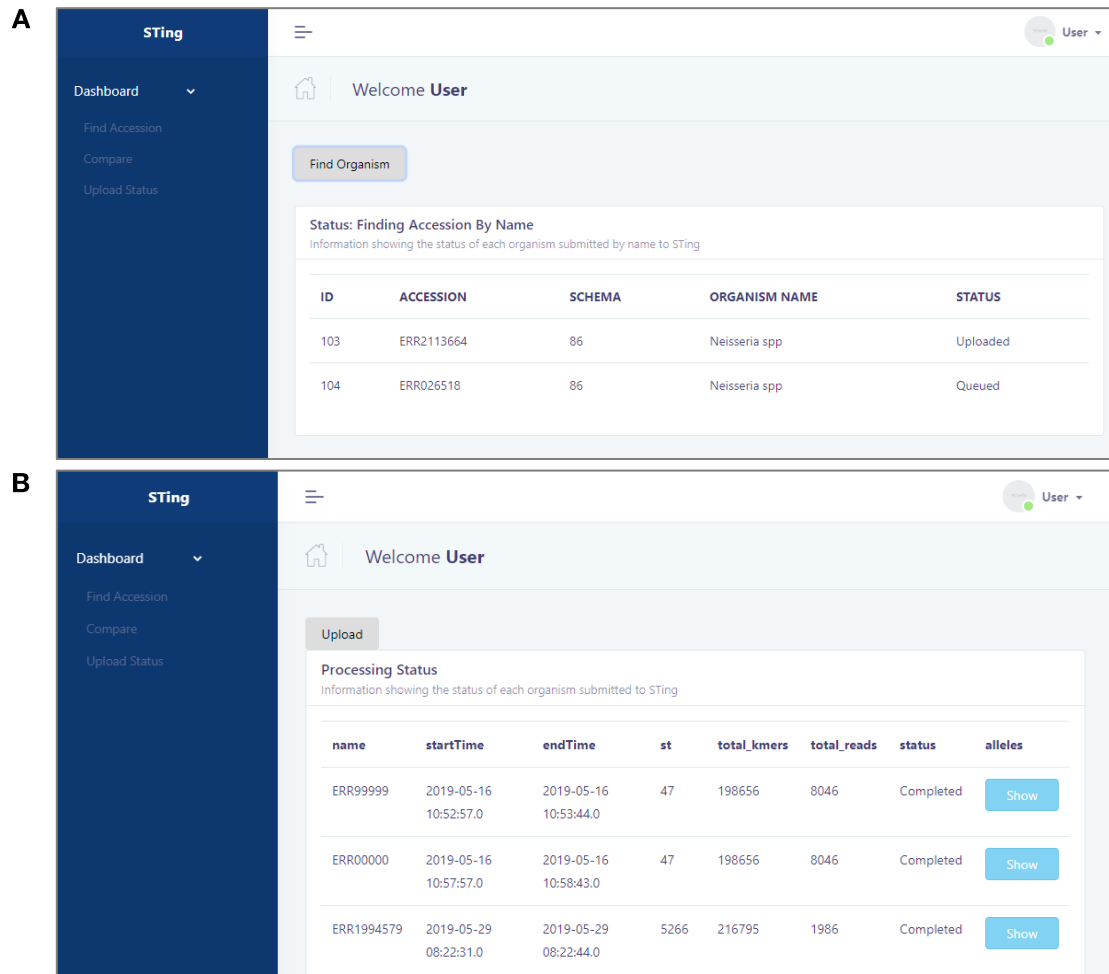 A
STing
User
Dashboard
Welcome User
Find Accession
Compare
Upload Status
Find Organism
Status: Finding Accession By Name
Information showing the status of each organism submitted by name to STing
ID ACCESSION SCHEMA ORGANISM NAME STATUS
103 ERR2113664 86 Neisseria spp Uploaded
104 ERR026518 86 Neisseria spp Queued
B
STing
User
Dashboard
Welcome User
Find Accession
Compare
Upload Status
Upload
Processing Status
Information showing the status of each organism submitted to STing
name startTime endTime st total_kmers total_reads status alleles
ERR99999 2019-05-16 2019-05-16 47 198656 8046 Completed Show
10:52:57.0 10:53:44.0
ERR00000 2019-05-16 2019-05-16 47 198656 8046 Completed Show
10:57:57.0 10:58:43.0
ERR1994579 2019-05-29 2019-05-29 5266 216795 1986 Completed Show
08:22:31.0 08:22:44.0